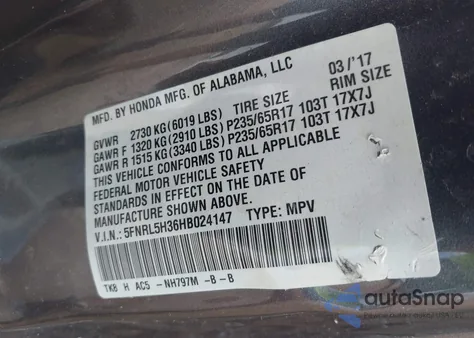 MFD. BY HONDA MFG. OF ALABAMA, LLC 03/'17
GVWR 2730 KG (6019 LBS) TIRE SIZE RIM SIZE
GAWR F 1320 KG (2910 LBS) P235/65R17 103T 17X7J
GAWR R 1515 KG (3340 LBS) P235/65R17 103T 17X7J
THIS VEHICLE CONFORMS TO ALL APPLICABLE
FEDERAL MOTOR VEHICLE SAFETY
STANDARDS IN EFFECT ON THE DATE OF
MANUFACTURE SHOWN ABOVE.
V.I.N.: 5FNRL5H36HB024147 TYPE: MPV
TK8 H AC5 -NH797M -B -B
autaSnap